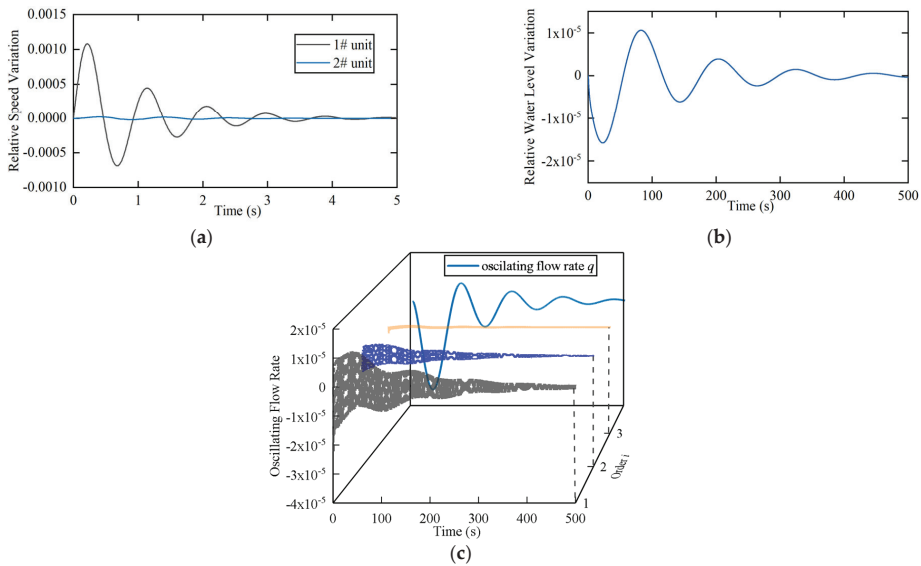 0.0015
0.0010
0.0005
0.0000
-0.0005
-0.0010
Relative Speed Variation
1# unit
2# unit
0 1 2 3 4 5
Time (s)
(a)
1x10⁻⁵
0
-1x10⁻⁵
-2x10⁻⁵
Relative Water Level Variation
0 100 200 300 400 500
Time (s)
(b)
oscilating flow rate q
2x10⁻⁵
1x10⁻⁵
0
-1x10⁻⁵
-2x10⁻⁵
-3x10⁻⁵
-4x10⁻⁵
Oscillating Flow Rate
0 100 200 300 400 500
Time (s)
1
2
3
Order i
(c)